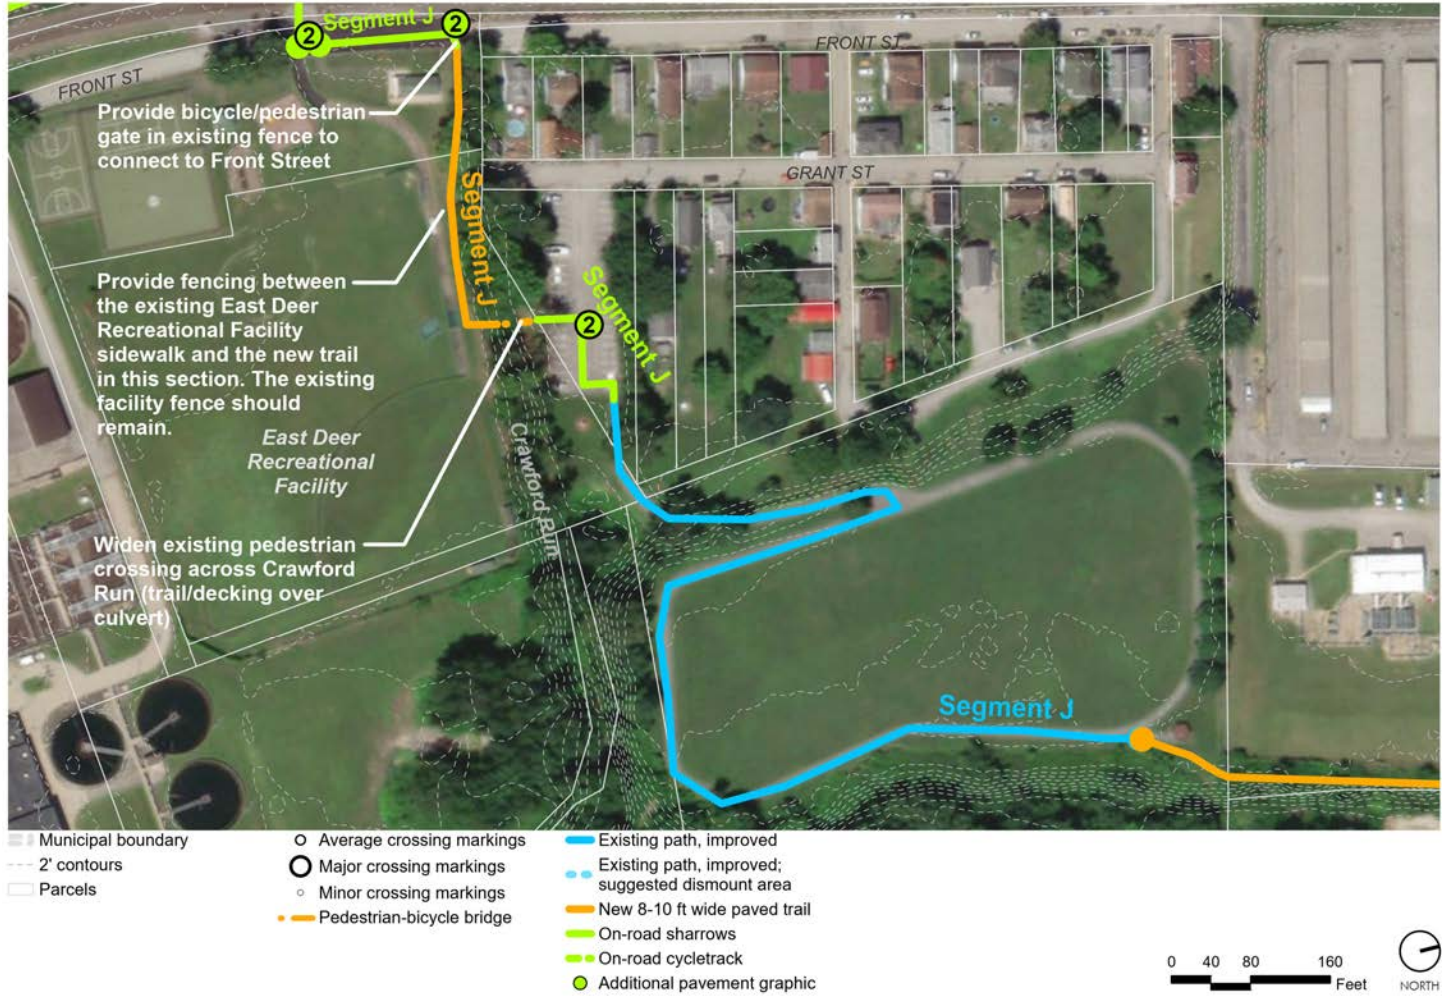 Segment J
2
2
FRONT ST
FRONT ST
Provide bicycle/pedestrian
gate in existing fence to
connect to Front Street
GRANT ST
Segment J
Provide fencing between
the existing East Deer
Recreational Facility
sidewalk and the new trail
in this section. The existing
facility fence should
remain.
Segment J
2
East Deer
Recreational
Facility
Crawford Run
Widen existing pedestrian
crossing across Crawford
Run (trail/decking over
culvert)
Segment J
Municipal boundary
2' contours
Parcels
Average crossing markings
Major crossing markings
Minor crossing markings
Pedestrian-bicycle bridge
Existing path, improved
Existing path, improved;
suggested dismount area
New 8-10 ft wide paved trail
On-road sharrows
On-road cycletrack
Additional pavement graphic
0 40 80 160
Feet
NORTH